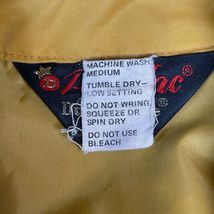 MACHINE WASH
MEDIUM
TUMBLE DRY–
LOW SETTING
DO NOT WRING,
SQUEEZE OR
SPIN DRY
DO NOT USE
BLEACH